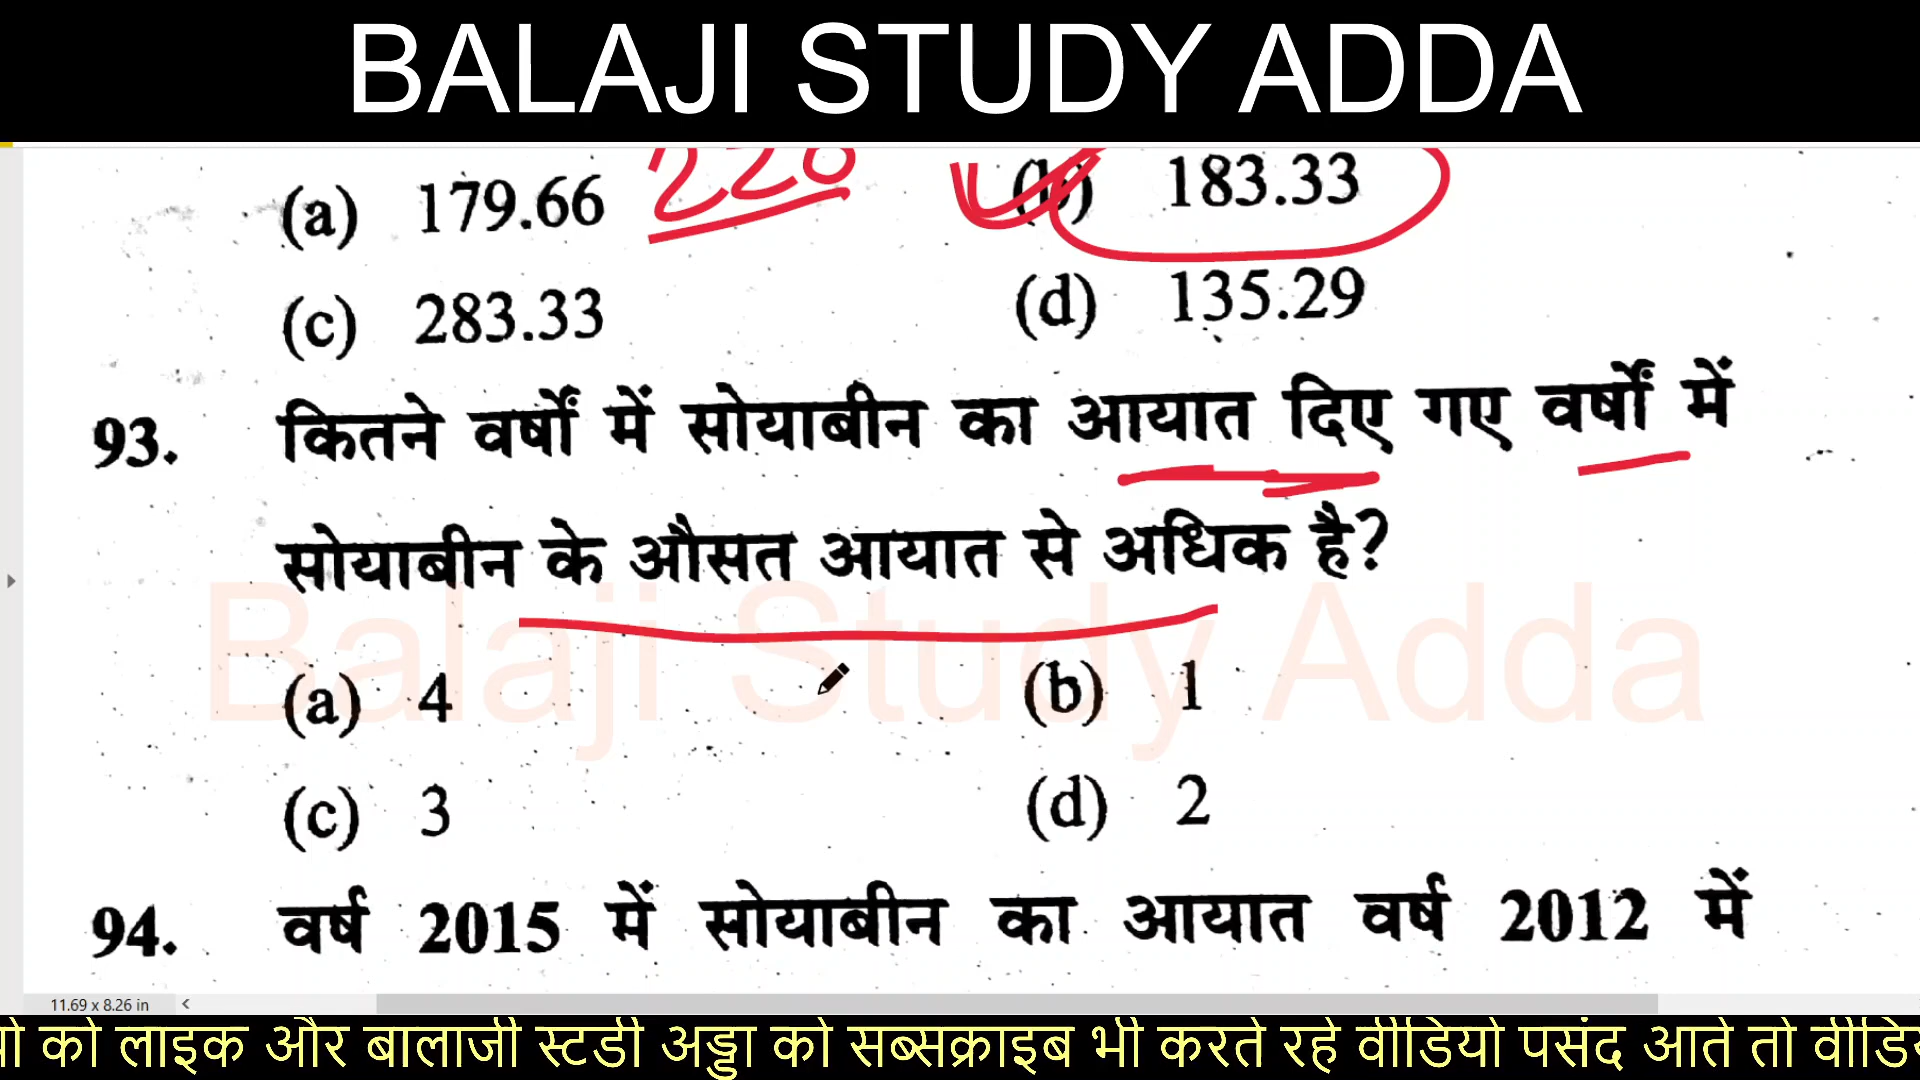 BALAJI STUDY ADDA
(a) 179.66 220 (b) 183.33
(c) 283.33 (d) 135.29
93. कितने वर्षों में सोयाबीन का आयात दिए गए वर्षों में
सोयाबीन के औसत आयात से अधिक है?
Balaji Study Adda
(a) 4 (b) 1
(c) 3 (d) 2
94. वर्ष 2015 में सोयाबीन का आयात वर्ष 2012 में
11.69 x 8.26 in
को लाइक और बालाजी स्टडी अड्डा को सब्सक्राइब भी करते रहे वीडियो पसंद आते तो